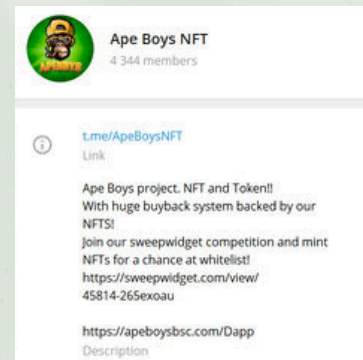 Ape Boys NFT
4 344 members
t.me/ApeBoysNFT
Link
Ape Boys project. NFT and Token!!
With huge buyback system backed by our
NFTS!
Join our sweepwidget competition and mint
NFTs for a chance at whitelist!
https://sweepwidget.com/view/
45814-265exoau
https://apeboysbsc.com/Dapp
Description